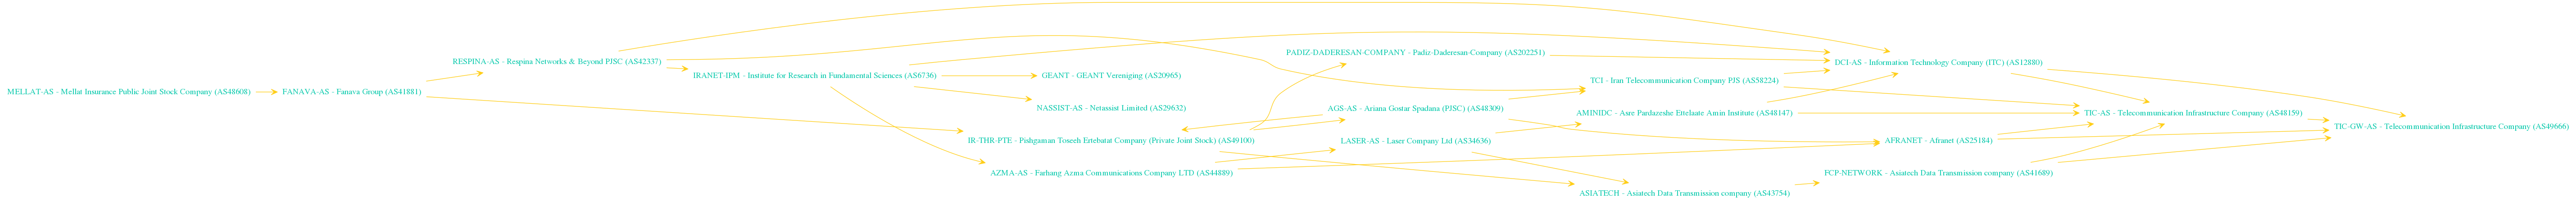 MELLAT-AS - Mellat Insurance Public Joint Stock Company (AS48608)
FANAVA-AS - Fanava Group (AS41881)
RESPINA-AS - Respina Networks & Beyond PJSC (AS42337)
IRANET-IPM - Institute for Research in Fundamental Sciences (AS6736)
GEANT - GEANT Vereniging (AS20965)
NASSIST-AS - Netassist Limited (AS29632)
IR-THR-PTE - Pishgaman Toseeh Ertebatat Company (Private Joint Stock) (AS49100)
AZMA-AS - Farhang Azma Communications Company LTD (AS44889)
PADIZ-DADERESAN-COMPANY - Padiz-Daderesan-Company (AS202251)
AGS-AS - Ariana Gostar Spadana (PJSC) (AS48309)
LASER-AS - Laser Company Ltd (AS34636)
TCI - Iran Telecommunication Company PJS (AS58224)
AMINIDC - Asre Pardazeshe Ettelaate Amin Institute (AS48147)
ASIATECH - Asiatech Data Transmission company (AS43754)
DCI-AS - Information Technology Company (ITC) (AS12880)
AFRANET - Afranet (AS25184)
FCP-NETWORK - Asiatech Data Transmission company (AS41689)
TIC-AS - Telecommunication Infrastructure Company (AS48159)
TIC-GW-AS - Telecommunication Infrastructure Company (AS49666)